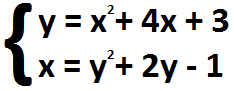 y = x²+ 4x + 3
x = y²+ 2y - 1